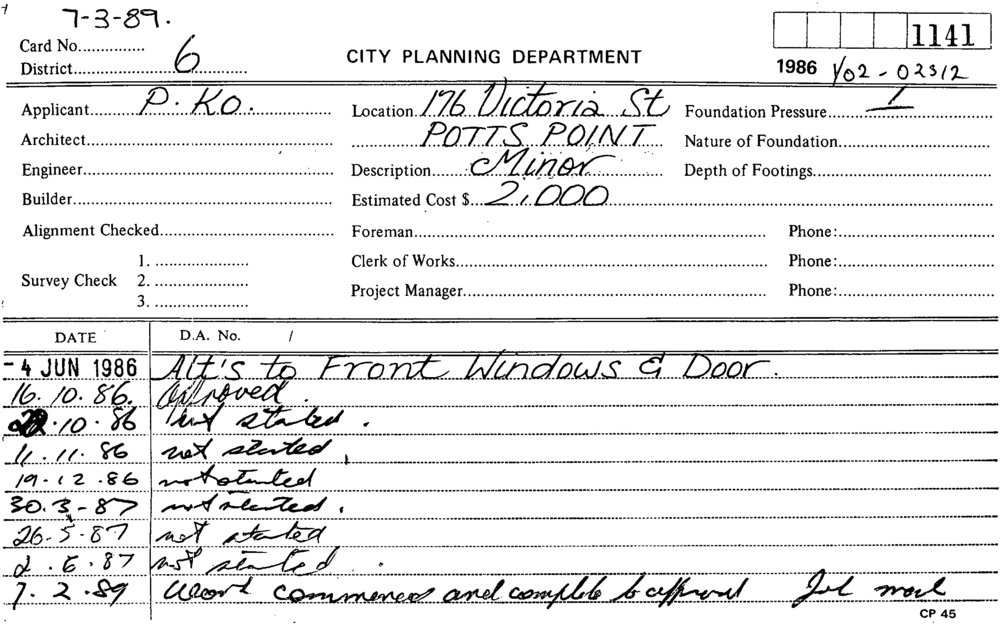 7-3-89.
1141
Card No...............
District.................. 6
CITY PLANNING DEPARTMENT
1986 Y02-02312
Applicant P. Ko. Location 176 Victoria St Foundation Pressure
Architect POTTS POINT Nature of Foundation
Engineer Description Minor Depth of Footings
Builder Estimated Cost $ 2,000
Alignment Checked Foreman Phone:
1. Clerk of Works Phone:
Survey Check 2.
3. Project Manager Phone:
DATE D.A. No. /
-4 JUN 1986 Alt's to Front Windows & Door.
16.10.86. Approved.
10.86 not started.
11.11.86 not started.
19-12.86 not started
30.3-87 not started.
26-5-87 not started
2.6.87 not started.
7.2.89 Work commenced and complete to approval
CP 45